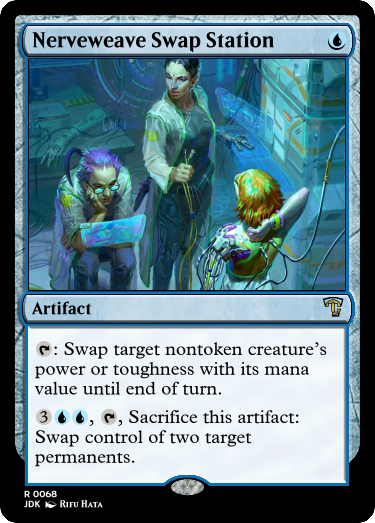 Nerveweave Swap Station
Artifact
: Swap target nontoken creature's
power or toughness with its mana
value until end of turn.
3, , Sacrifice this artifact:
Swap control of two target
permanents.
R 0068
JDK Rifu Hata